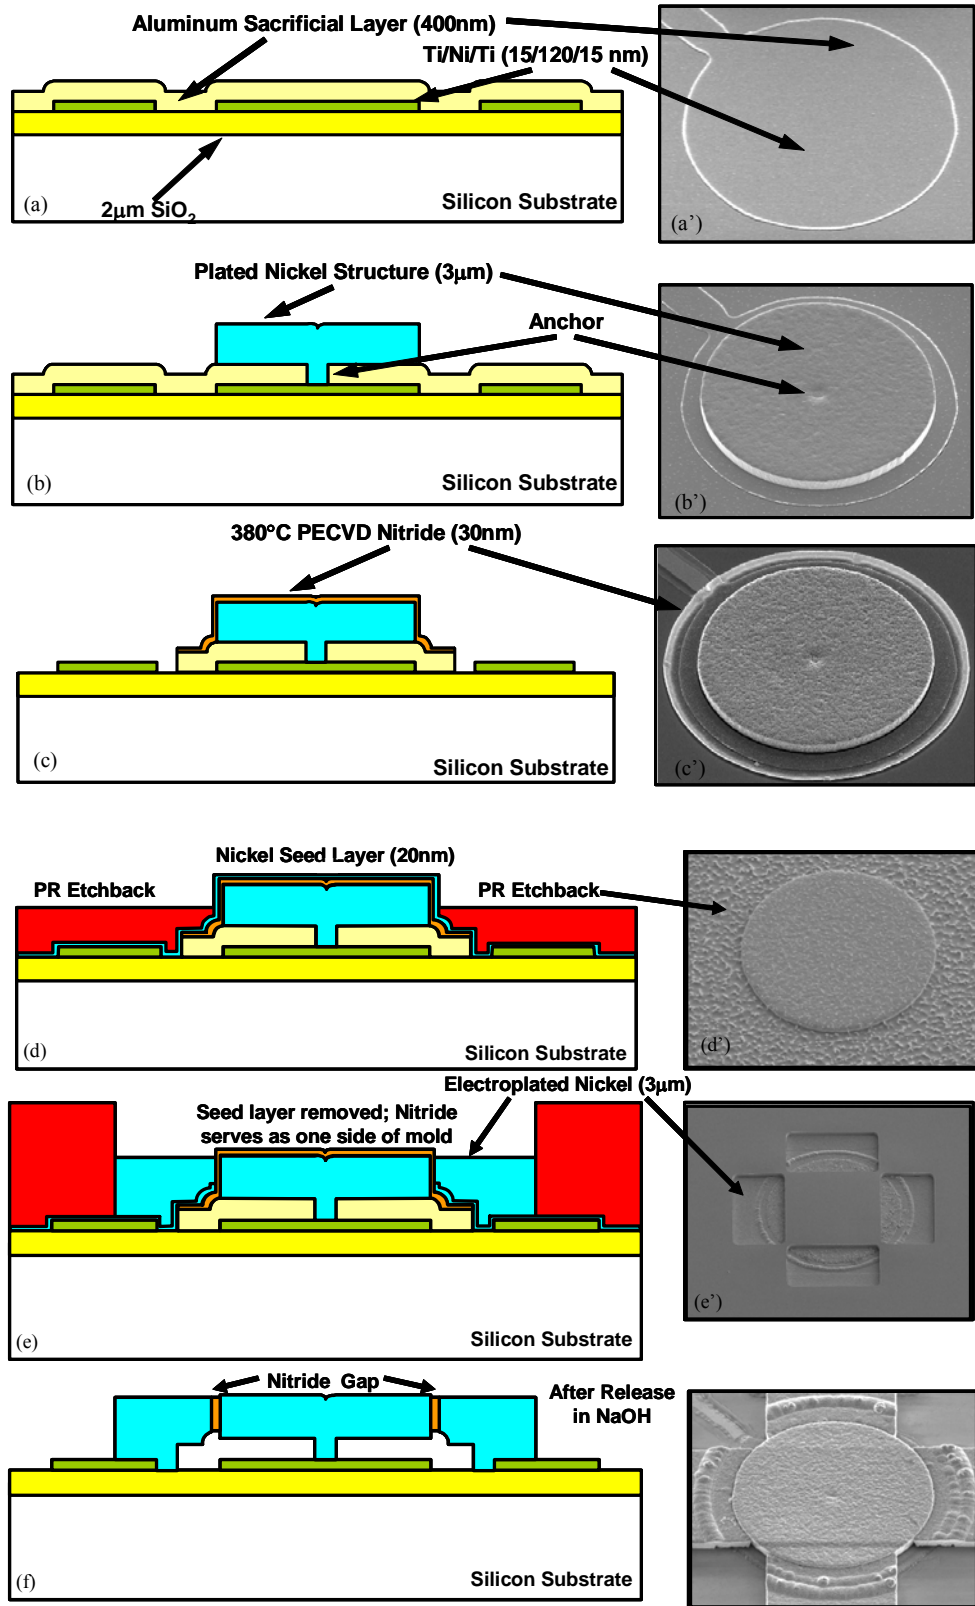 Aluminum Sacrificial Layer (400nm)
Ti/Ni/Ti (15/120/15 nm)
(a)
2μm SiO₂
Silicon Substrate
(a’)
Plated Nickel Structure (3μm)
Anchor
(b)
Silicon Substrate
(b’)
380°C PECVD Nitride (30nm)
(c)
Silicon Substrate
(c’)
Nickel Seed Layer (20nm)
PR Etchback
PR Etchback
(d)
Silicon Substrate
(d’)
Electroplated Nickel (3μm)
Seed layer removed; Nitride
serves as one side of mold
(e)
Silicon Substrate
(e’)
Nitride Gap
After Release
in NaOH
(f)
Silicon Substrate